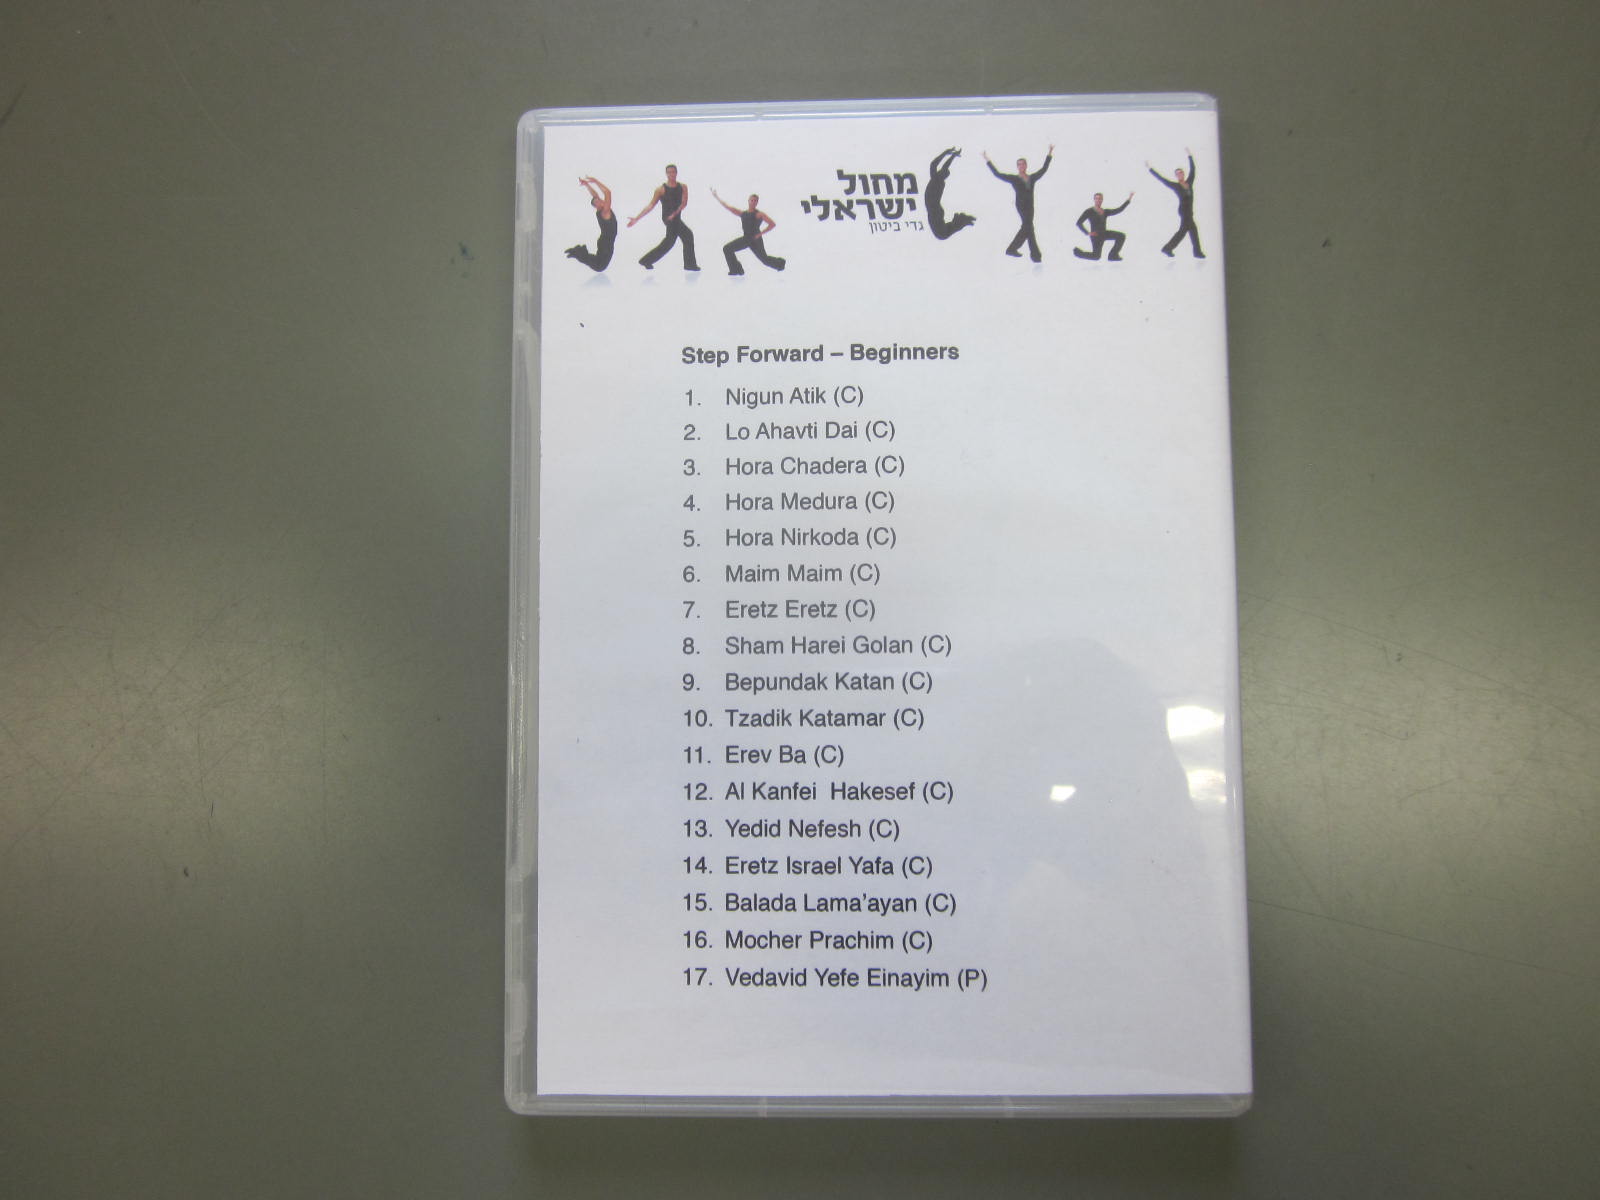 מחול
ישראלי
גדי ביטון
Step Forward – Beginners
1. Nigun Atik (C)
2. Lo Ahavti Dai (C)
3. Hora Chadera (C)
4. Hora Medura (C)
5. Hora Nirkoda (C)
6. Maim Maim (C)
7. Eretz Eretz (C)
8. Sham Harei Golan (C)
9. Bepundak Katan (C)
10. Tzadik Katamar (C)
11. Erev Ba (C)
12. Al Kanfei Hakesef (C)
13. Yedid Nefesh (C)
14. Eretz Israel Yafa (C)
15. Balada Lama'ayan (C)
16. Mocher Prachim (C)
17. Vedavid Yefe Einayim (P)